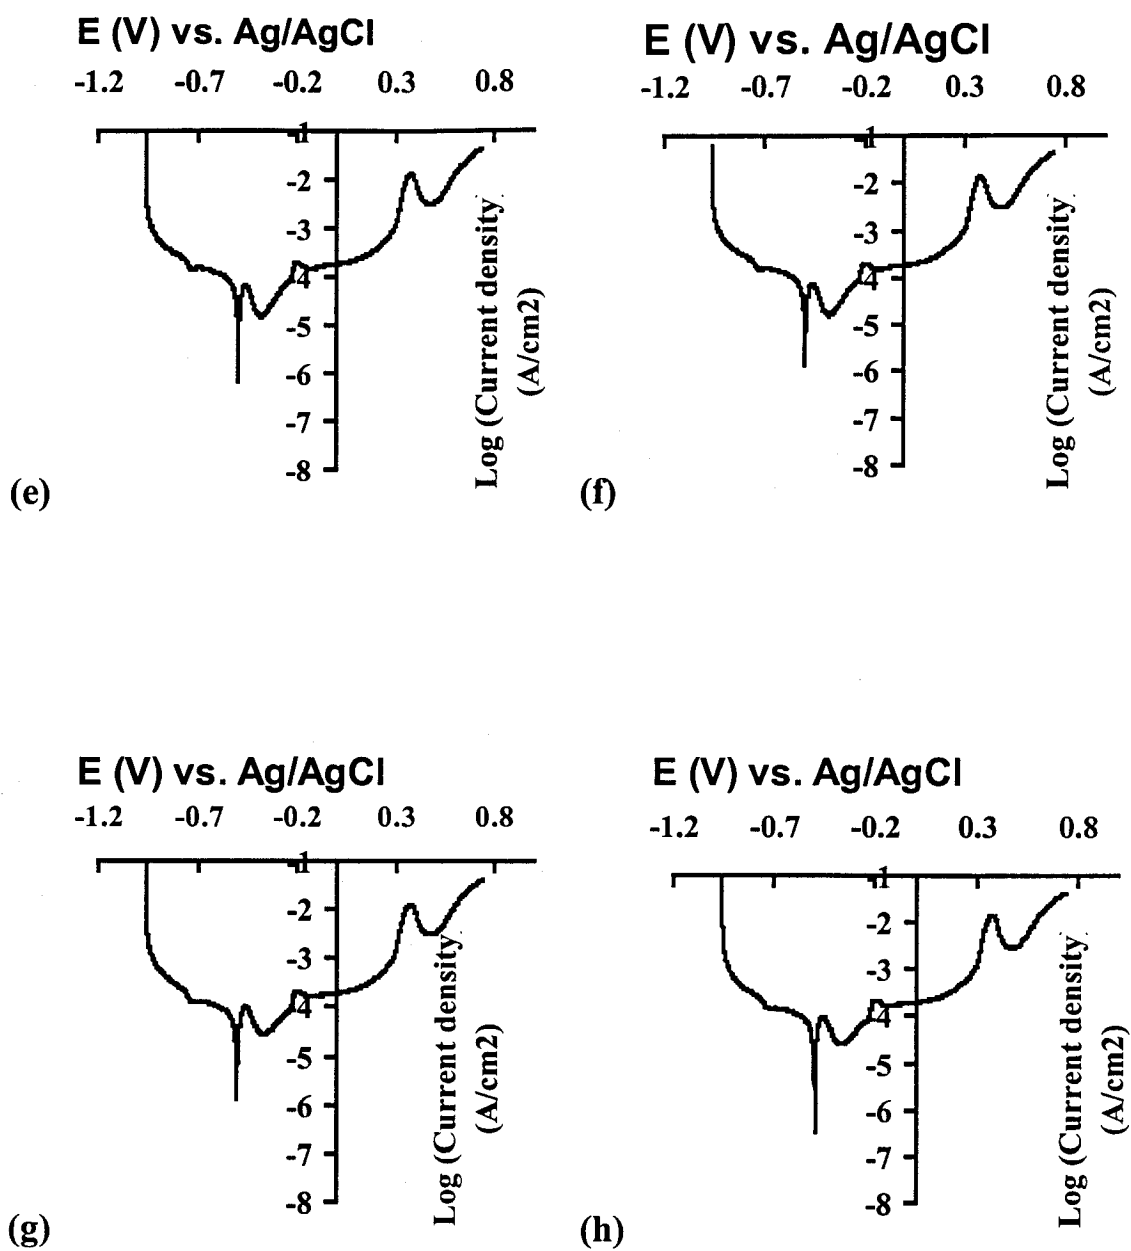 E (V) vs. Ag/AgCl
-1.2 -0.7 -0.2 0.3 0.8
-1
-2
-3
-4
-5
-6
-7
-8
Log (Current density)
(A/cm2)
(e)
E (V) vs. Ag/AgCl
-1.2 -0.7 -0.2 0.3 0.8
-1
-2
-3
-4
-5
-6
-7
-8
Log (Current density)
(A/cm2)
(f)
E (V) vs. Ag/AgCl
-1.2 -0.7 -0.2 0.3 0.8
-1
-2
-3
-4
-5
-6
-7
-8
Log (Current density)
(A/cm2)
(g)
E (V) vs. Ag/AgCl
-1.2 -0.7 -0.2 0.3 0.8
-1
-2
-3
-4
-5
-6
-7
-8
Log (Current density)
(A/cm2)
(h)